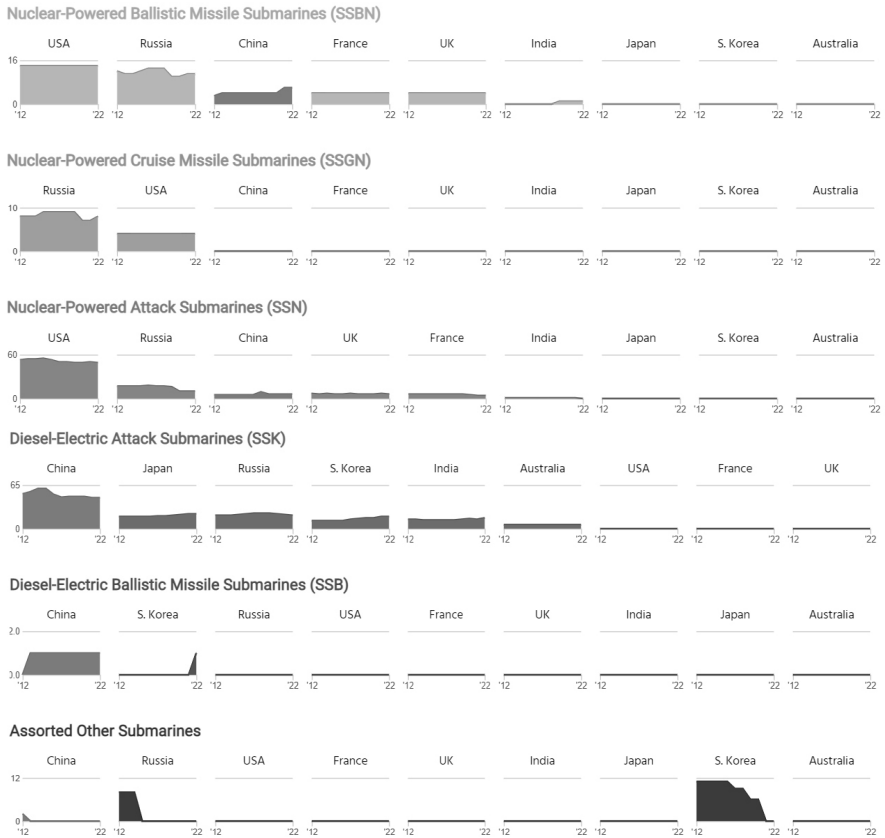 Nuclear-Powered Ballistic Missile Submarines (SSBN)
USA Russia China France UK India Japan S. Korea Australia
16
0
'12 '22 '12 '22 '12 '22 '12 '22 '12 '22 '12 '22 '12 '22 '12 '22 '12 '22
Nuclear-Powered Cruise Missile Submarines (SSGN)
Russia USA China France UK India Japan S. Korea Australia
10
0
'12 '22 '12 '22 '12 '22 '12 '22 '12 '22 '12 '22 '12 '22 '12 '22 '12 '22
Nuclear-Powered Attack Submarines (SSN)
USA Russia China UK France India Japan S. Korea Australia
60
0
'12 '22 '12 '22 '12 '22 '12 '22 '12 '22 '12 '22 '12 '22 '12 '22 '12 '22
Diesel-Electric Attack Submarines (SSK)
China Japan Russia S. Korea India Australia USA France UK
65
0
'12 '22 '12 '22 '12 '22 '12 '22 '12 '22 '12 '22 '12 '22 '12 '22 '12 '22
Diesel-Electric Ballistic Missile Submarines (SSB)
China S. Korea Russia USA France UK India Japan Australia
2.0
0.0
'12 '22 '12 '22 '12 '22 '12 '22 '12 '22 '12 '22 '12 '22 '12 '22 '12 '22
Assorted Other Submarines
China Russia USA France UK India Japan S. Korea Australia
12
0
'12 '22 '12 '22 '12 '22 '12 '22 '12 '22 '12 '22 '12 '22 '12 '22 '12 '22